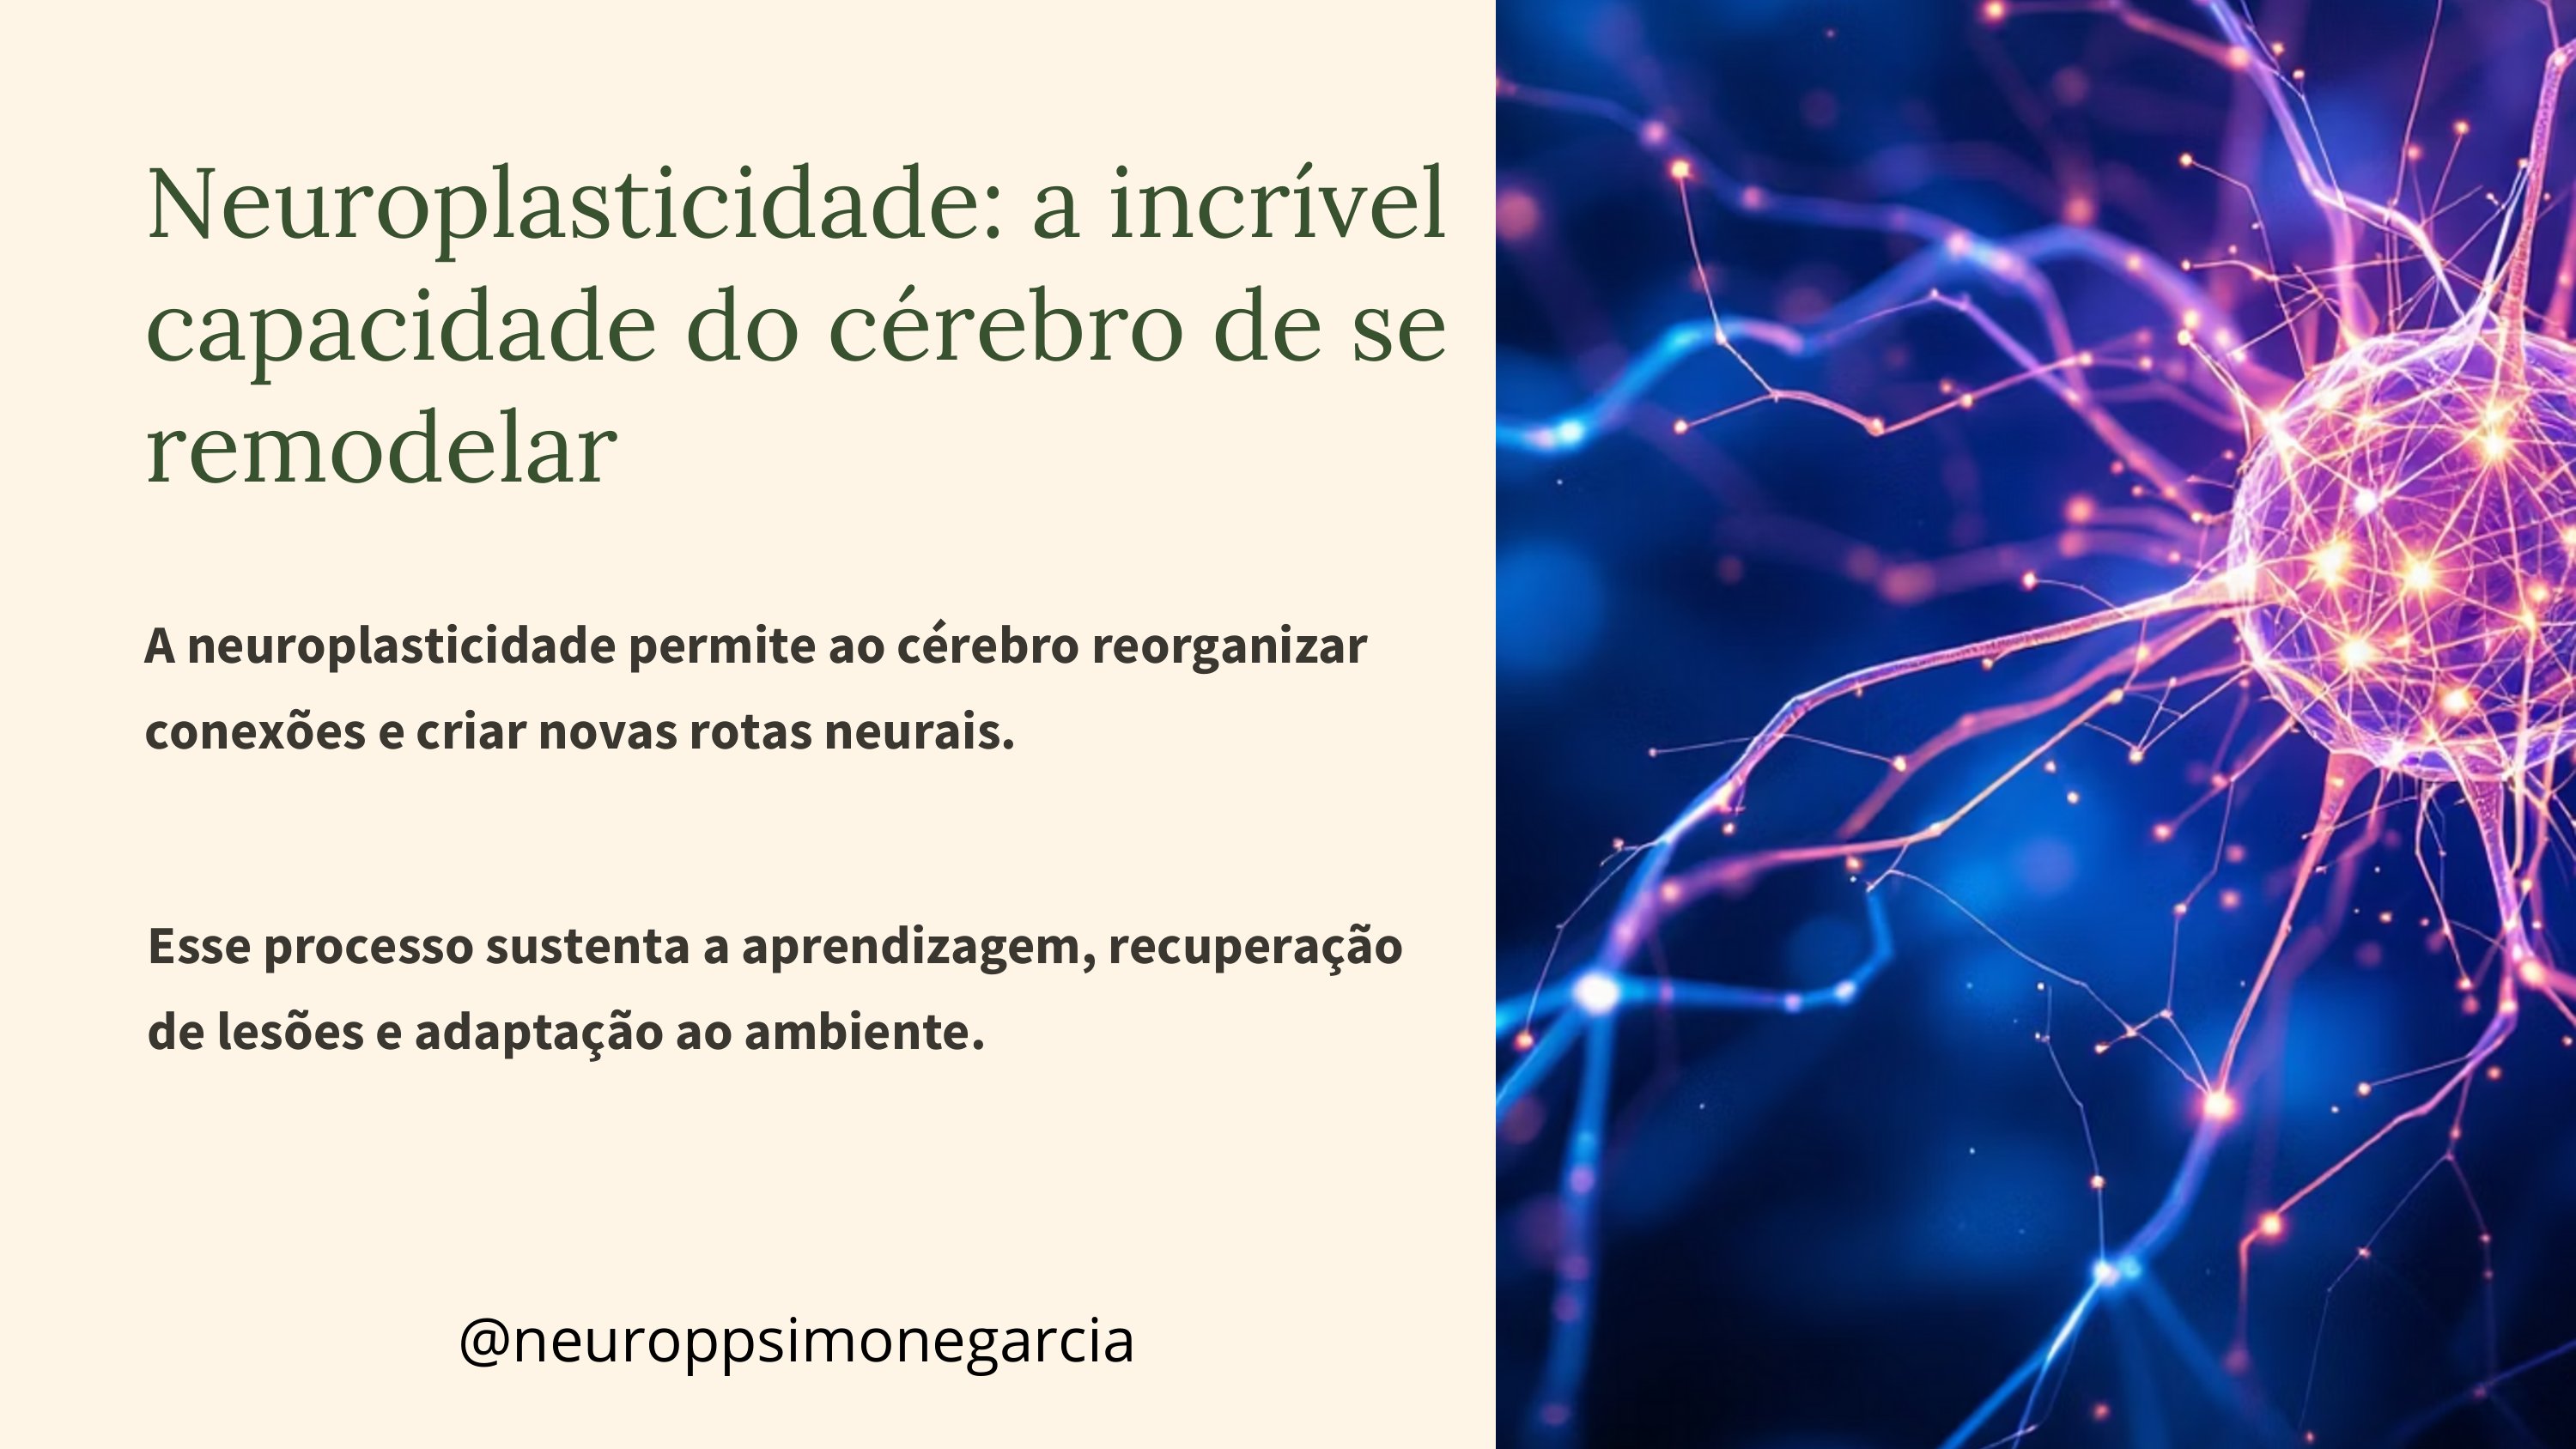 Neuroplasticidade: a incrível
capacidade do cérebro de se
remodelar
A neuroplasticidade permite ao cérebro reorganizar
conexões e criar novas rotas neurais.
Esse processo sustenta a aprendizagem, recuperação
de lesões e adaptação ao ambiente.
@neuroppsimonegarcia